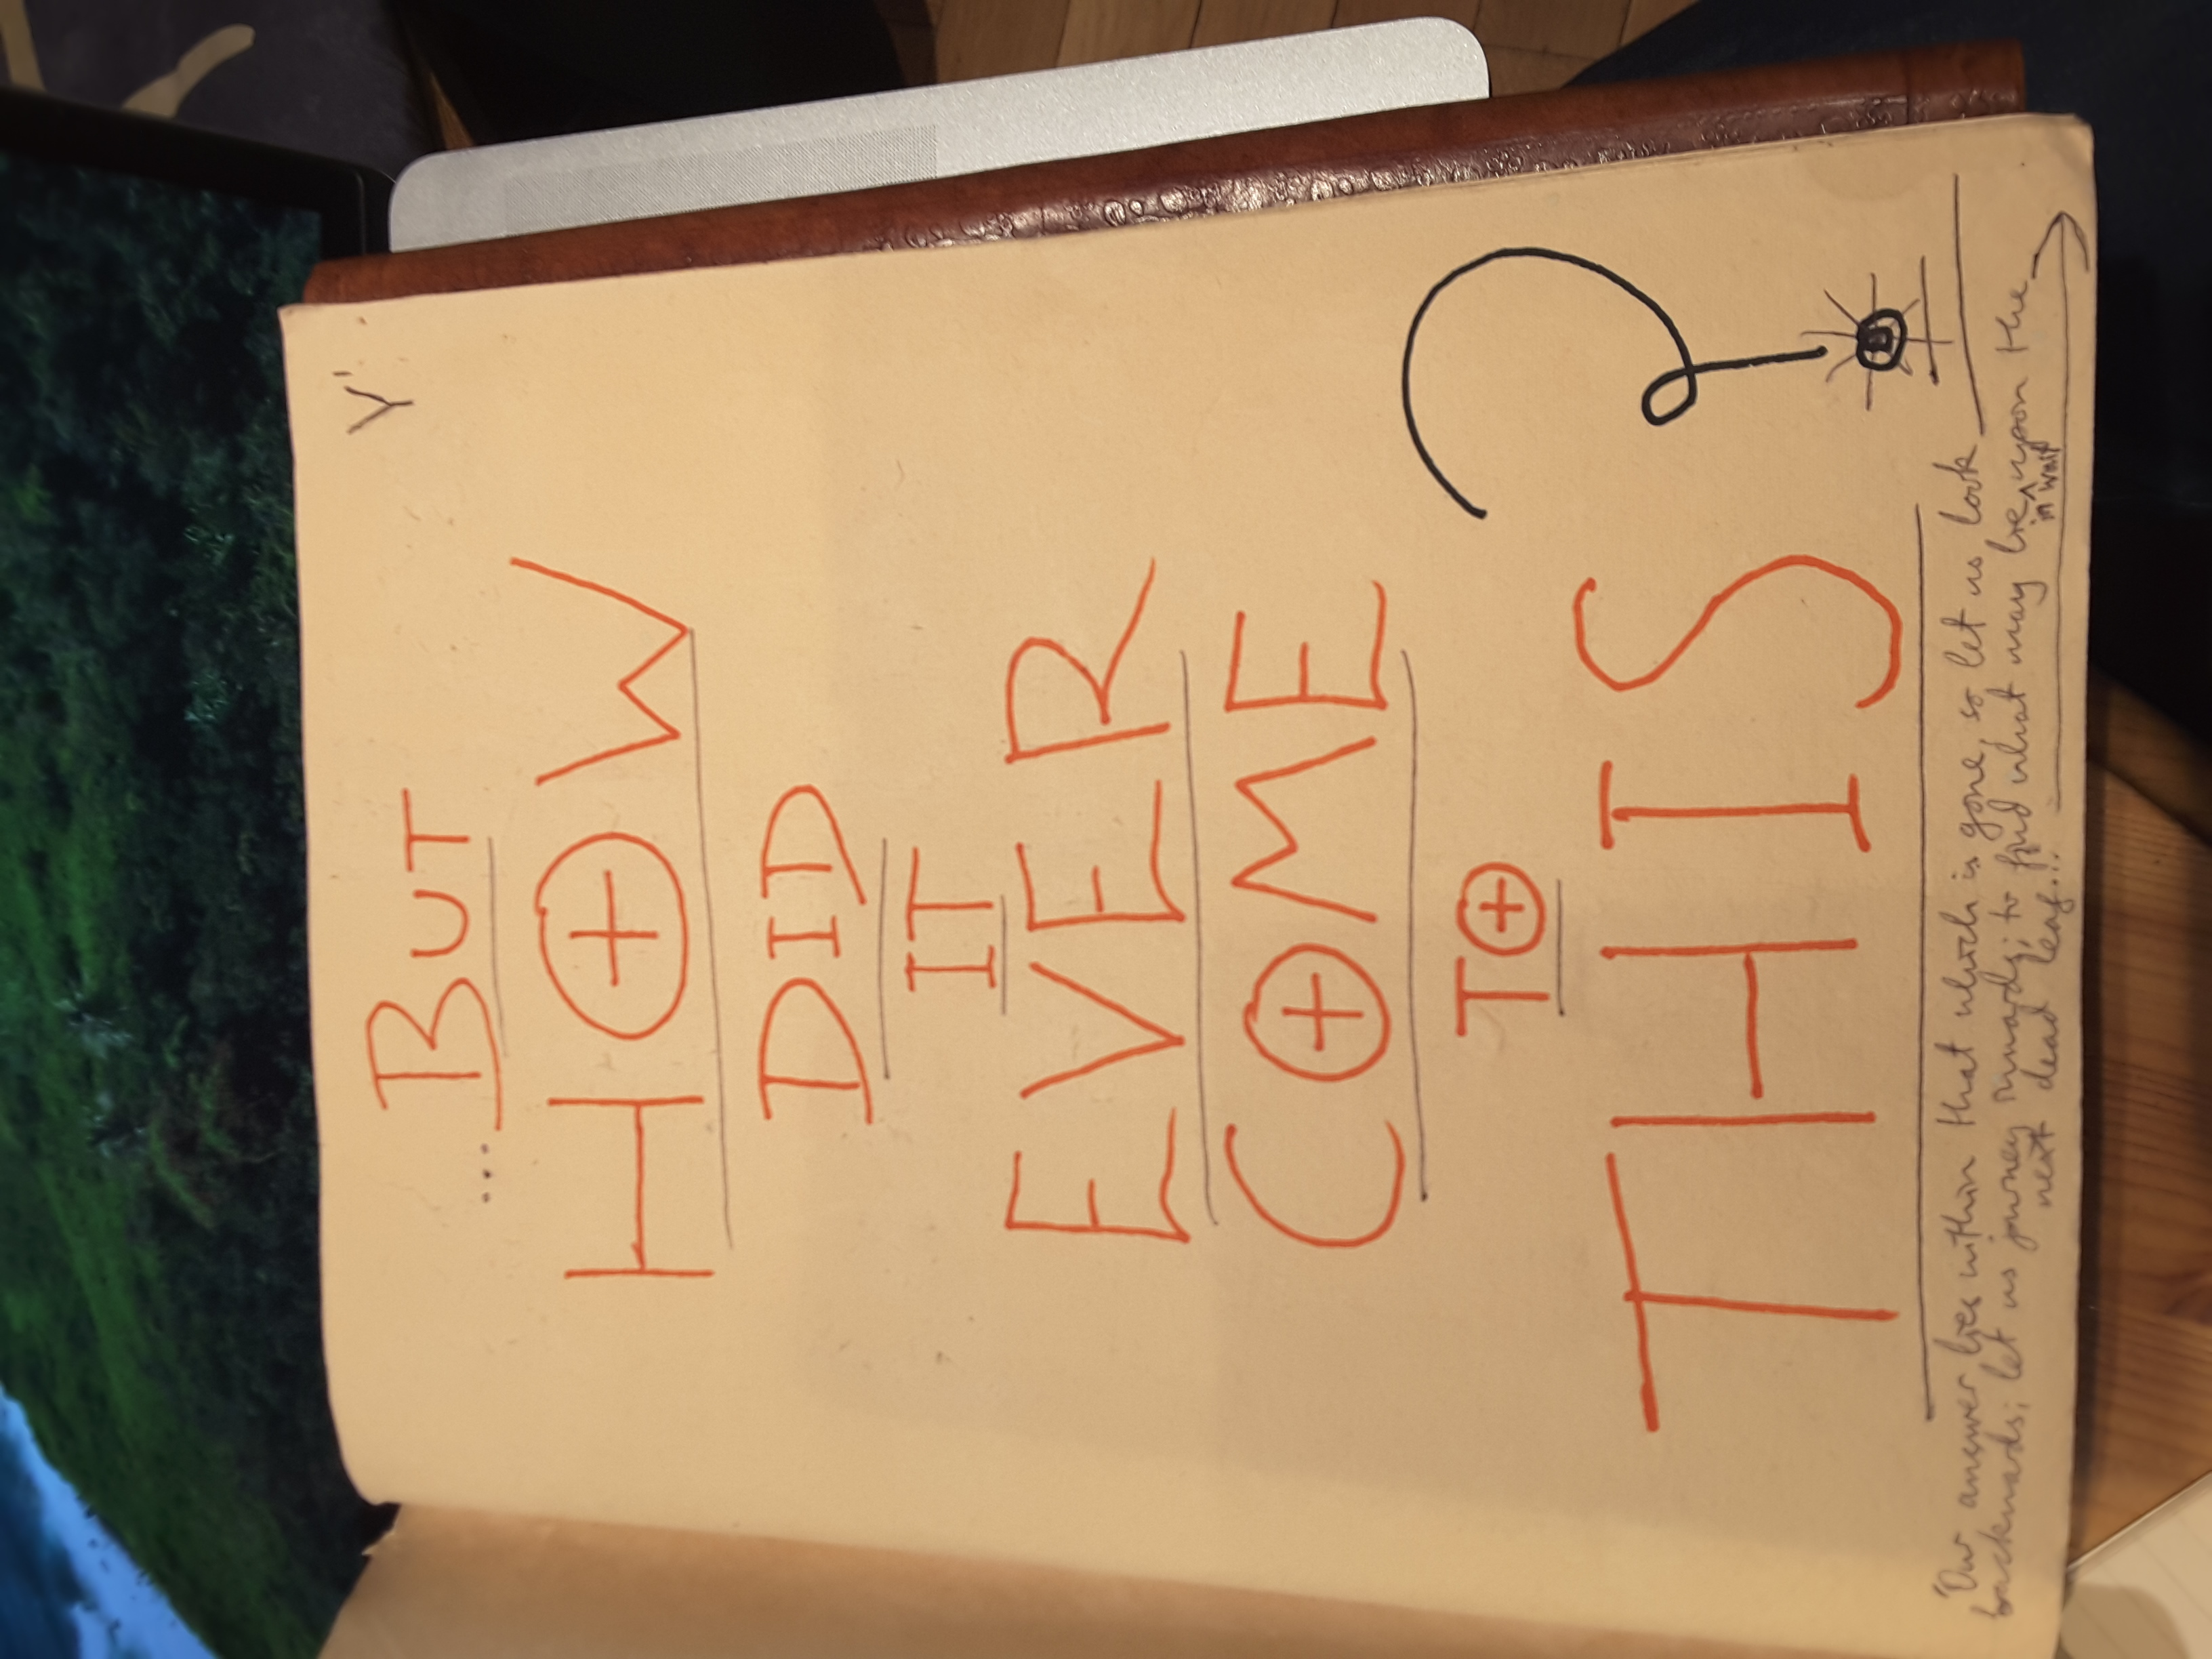 Y'
...BUT
HOW
DID
IT
EVER
COME
TO
THIS?
'Our answer lies within that which is gone, so let us look
backwards; let us journey inwards; to find what may lie ^ upon the
in wait
next dead leaf...'